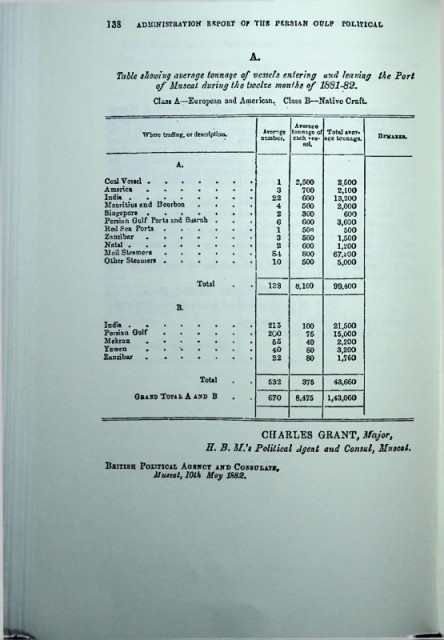 138 ADMINISTRATION REPORT OF THE PERSIAN GULF POLITICAL
A.
Table showing average tonnage of vessels entering and leaving the Port
of Muscat during the twelve months of 1881-82.
CLASS A—European and American. CLASS B—Native Craft.
Where trading, or description. Average number. Average tonnage of each vessel. Total average tonnage. REMARKS.
A.
Coal Vessel . . . . . . . 1 2,500 2,500
America . . . . . . . 3 700 2,100
India . . . . . . . 22 600 13,200
Mauritius and Bourbon . . . . . 4 500 2,000
Singapore . . . . . . . 2 300 600
Persian Gulf Ports and Basrah . . . 6 600 3,600
Red Sea Ports . . . . . . 1 500 500
Zanzibar . . . . . . . 3 500 1,500
Natal . . . . . . . 2 600 1,200
Mail Steamers . . . . . . 84 800 67,200
Other Steamers . . . . . . 10 500 5,000
Total . . 138 8,100 99,400
B.
India . . . . . . . 215 100 21,500
Persian Gulf . . . . . . 200 75 15,000
Mekran . . . . . . . 55 40 2,200
Yemen . . . . . . . 40 80 3,200
Zanzibar . . . . . . . 22 80 1,760
Total . . 532 375 43,660
GRAND TOTAL A AND B . . 670 8,475 1,43,060
CHARLES GRANT, Major,
H. B. M.'s Political Agent and Consul, Muscat.
BRITISH POLITICAL AGENCY AND CONSULATE,
Muscat, 10th May 1882.